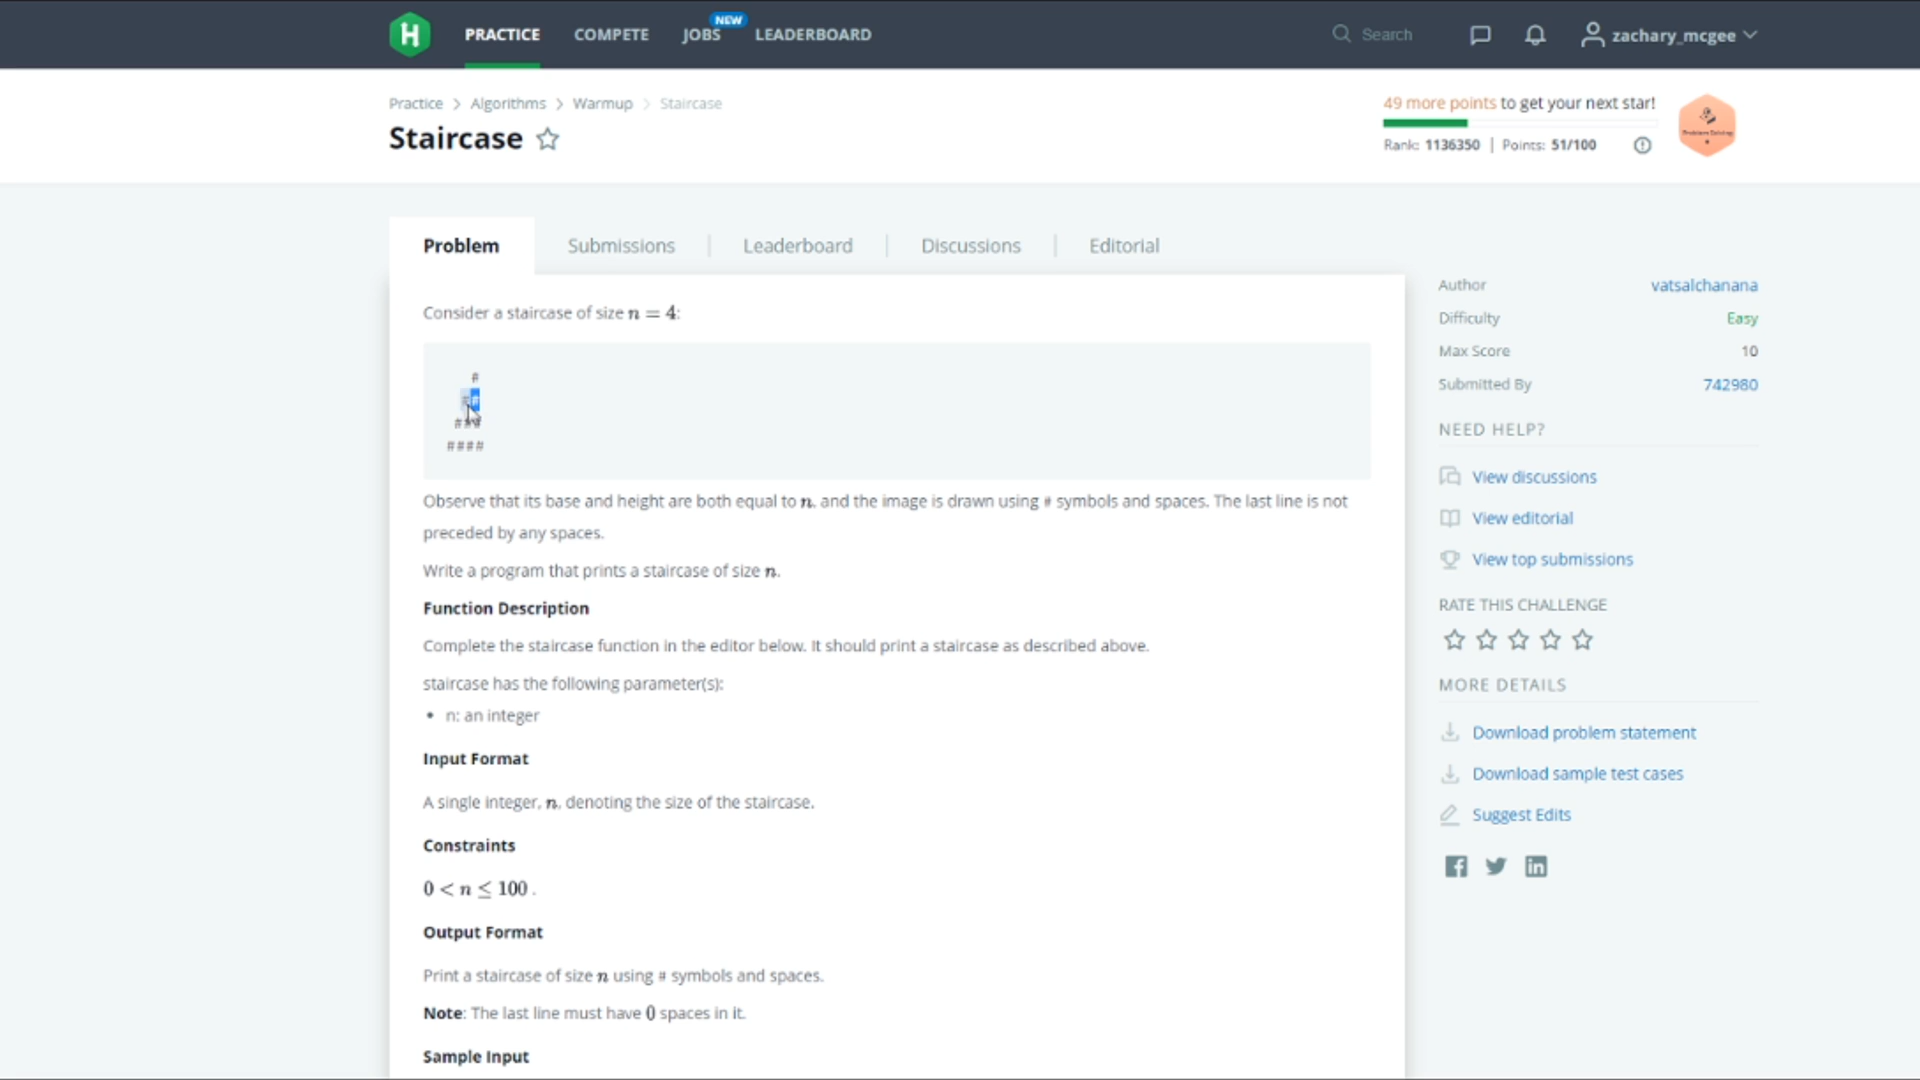 H PRACTICE COMPETE JOBS NEW LEADERBOARD Search zachary_mcgee
Practice > Algorithms > Warmup > Staircase
Staircase
49 more points to get your next star!
Rank: 1136350 | Points: 51/100
Problem Solving
Problem Submissions Leaderboard Discussions Editorial
Consider a staircase of size n = 4:
#
##
###
####
Observe that its base and height are both equal to n, and the image is drawn using # symbols and spaces. The last line is not
preceded by any spaces.
Write a program that prints a staircase of size n.
Function Description
Complete the staircase function in the editor below. It should print a staircase as described above.
staircase has the following parameter(s):
• n: an integer
Input Format
A single integer, n, denoting the size of the staircase.
Constraints
0 < n ≤ 100 .
Output Format
Print a staircase of size n using # symbols and spaces.
Note: The last line must have 0 spaces in it.
Sample Input
Author vatsalchanana
Difficulty Easy
Max Score 10
Submitted By 742980
NEED HELP?
View discussions
View editorial
View top submissions
RATE THIS CHALLENGE
MORE DETAILS
Download problem statement
Download sample test cases
Suggest Edits